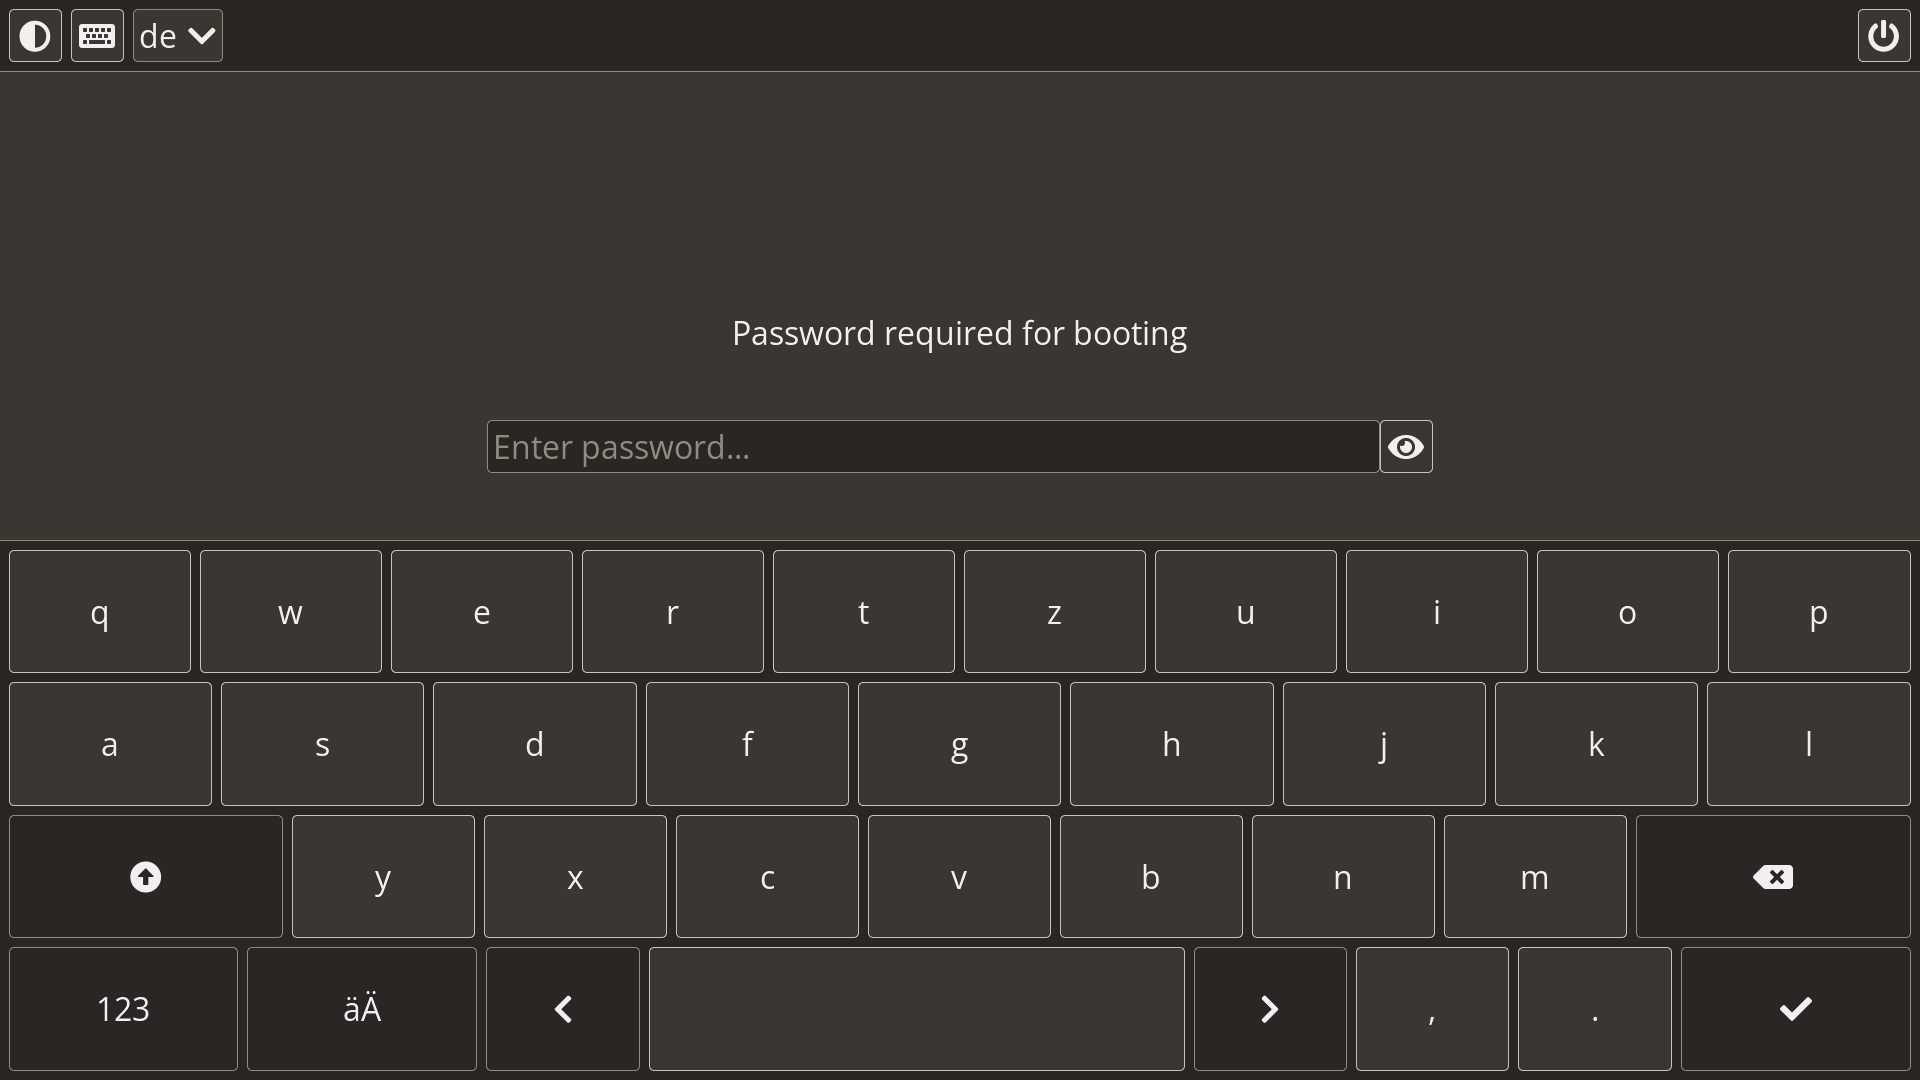 de
Password required for booting
Enter password...
q w e r t z u i o p
a s d f g h j k l
y x c v b n m
123 äÄ , .